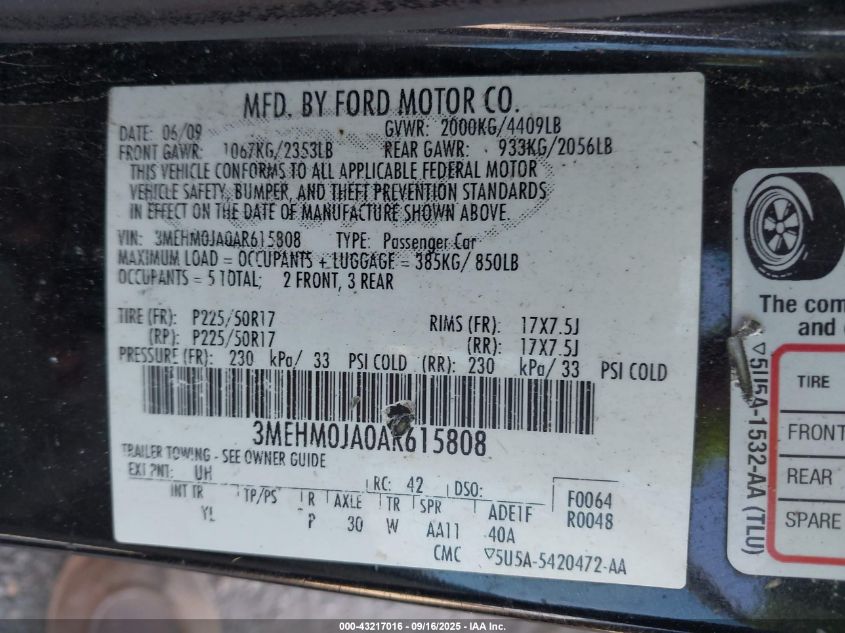 MFD. BY FORD MOTOR CO.
DATE: 06/09 GVWR: 2000KG/4409LB
FRONT GAWR: 1067KG/2353LB REAR GAWR: 933KG/2056LB
THIS VEHICLE CONFORMS TO ALL APPLICABLE FEDERAL MOTOR
VEHICLE SAFETY, BUMPER, AND THEFT PREVENTION STANDARDS
IN EFFECT ON THE DATE OF MANUFACTURE SHOWN ABOVE.
VIN: 3MEHM0JA0AR615808 TYPE: Passenger Car
MAXIMUM LOAD = OCCUPANTS + LUGGAGE = 385KG/ 850LB
OCCUPANTS = 5 TOTAL; 2 FRONT, 3 REAR
TIRE (FR): P225/50R17 RIMS (FR): 17X7.5J
(RP): P225/50R17 (RR): 17X7.5J
PRESSURE (FR): 230 kPa/ 33 PSI COLD (RR): 230 kPa/ 33 PSI COLD
3MEHM0JA0AR615808
TRAILER TOWING - SEE OWNER GUIDE
EXT PNT: UH RC: 42 DSO: F0064
INT TR TP/PS R AXLE TR SPR ADE1F R0048
YL P 30 W AA11 40A
CMC ▽5U5A-5420472-AA
The com
and
▽5U5A-1532-AA (TLU)
TIRE
FRONT
REAR
SPARE
000-43217016 - 09/16/2025 - IAA Inc.